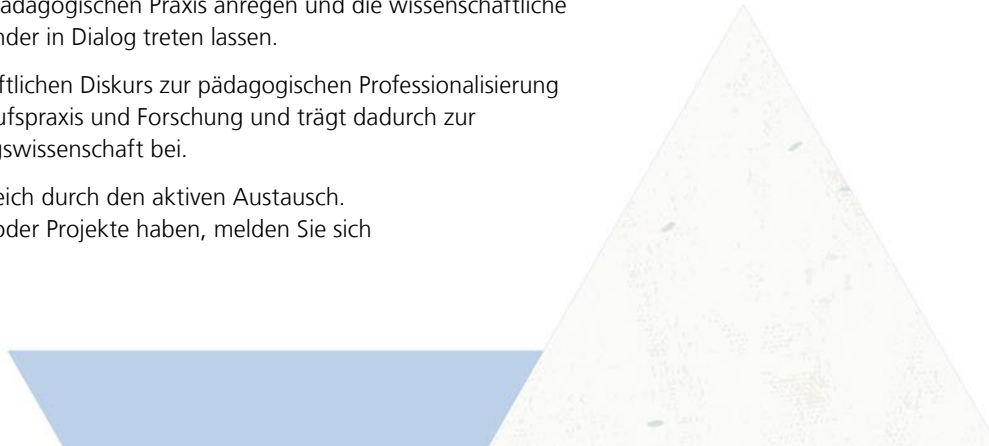 ädagogischen Praxis anregen und die wissenschaftliche
nder in Dialog treten lassen.
ftlichen Diskurs zur pädagogischen Professionalisierung
ufspraxis und Forschung und trägt dadurch zur
gswissenschaft bei.
eich durch den aktiven Austausch.
oder Projekte haben, melden Sie sich